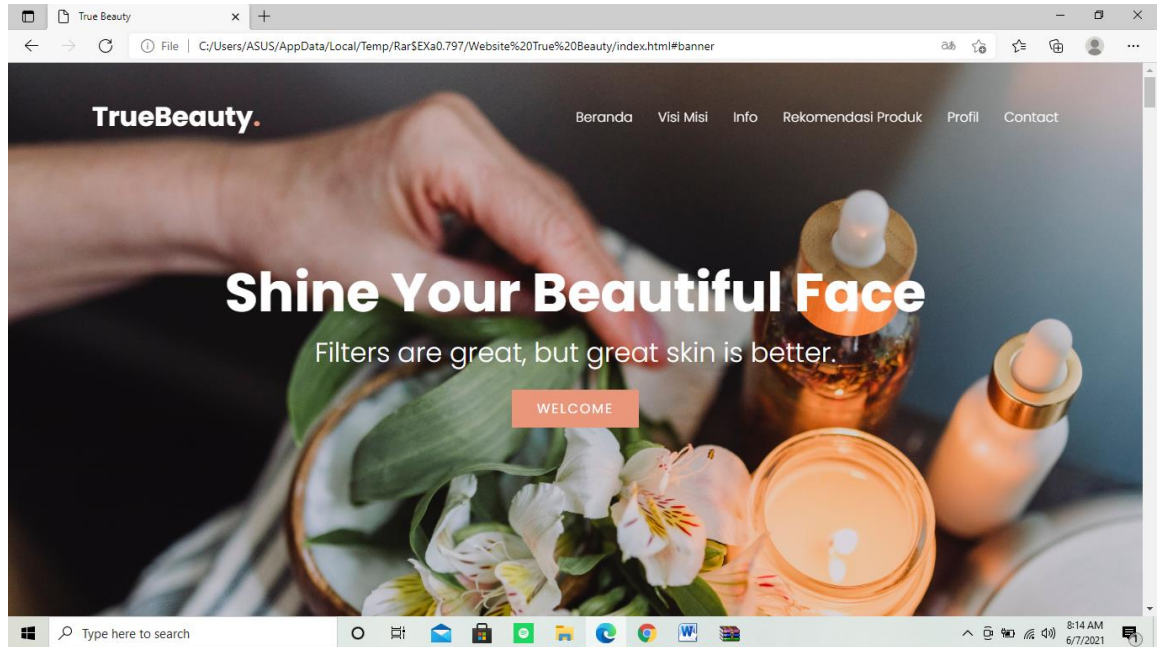 True Beauty
File | C:/Users/ASUS/AppData/Local/Temp/Rar$EXa0.797/Website%20True%20Beauty/index.html#banner
TrueBeauty.
Beranda Visi Misi Info Rekomendasi Produk Profil Contact
Shine Your Beautiful Face
Filters are great, but great skin is better.
WELCOME
Type here to search
8:14 AM
6/7/2021